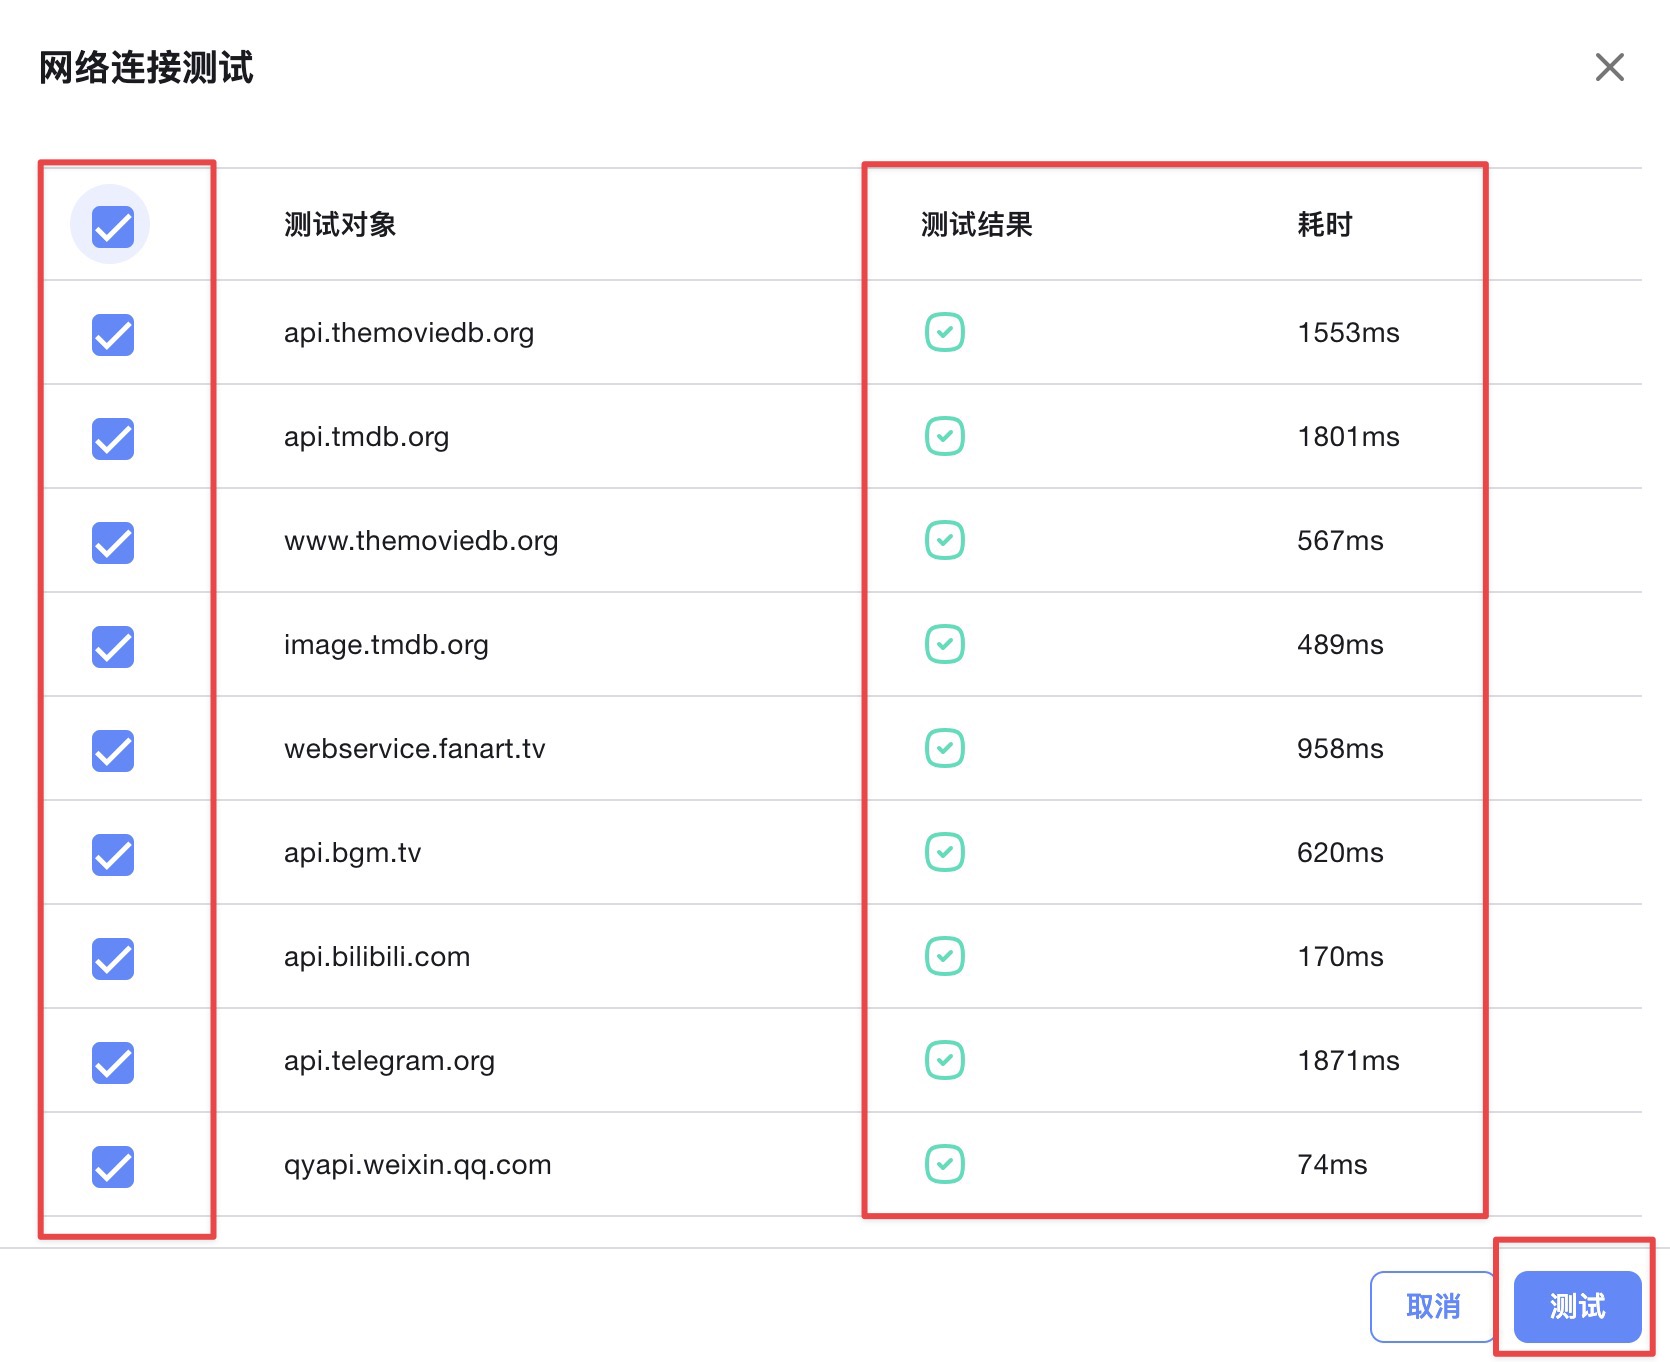 网络连接测试
测试对象 测试结果 耗时
api.themoviedb.org 1553ms
api.tmdb.org 1801ms
www.themoviedb.org 567ms
image.tmdb.org 489ms
webservice.fanart.tv 958ms
api.bgm.tv 620ms
api.bilibili.com 170ms
api.telegram.org 1871ms
qyapi.weixin.qq.com 74ms
取消 测试